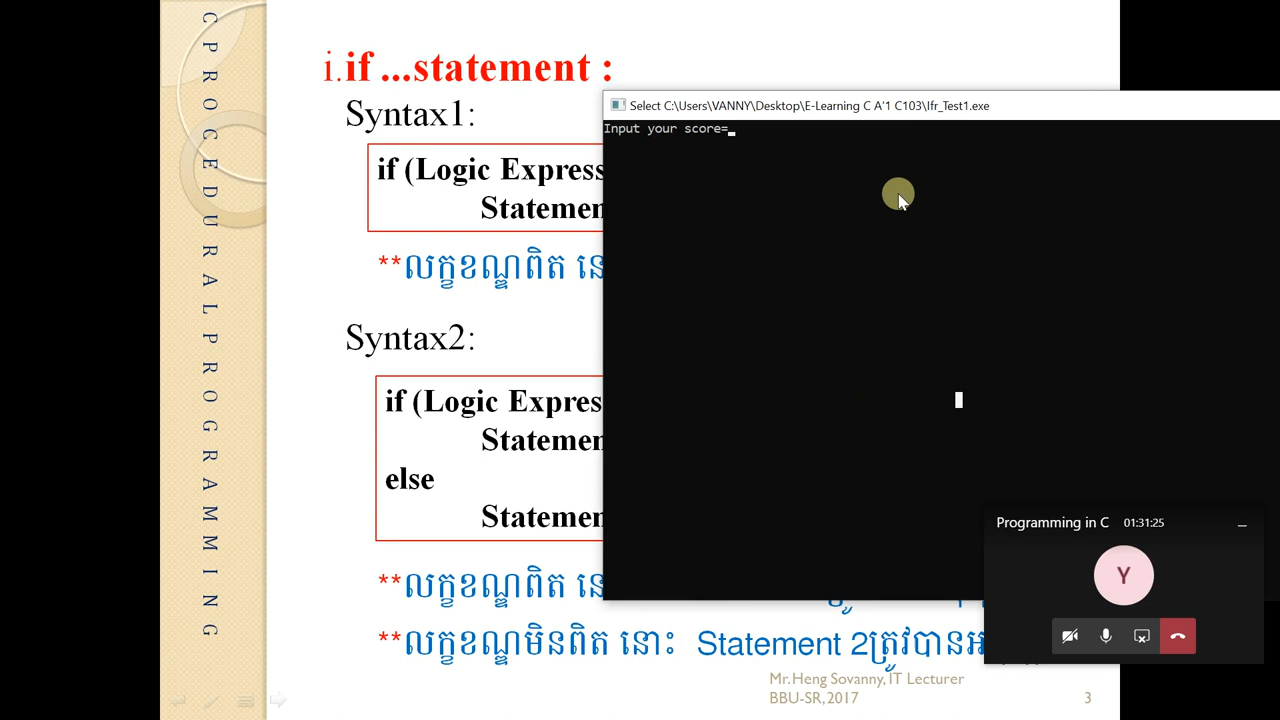 C PROCEDURAL PROGRAMMING
i.if ...statement :
Syntax1:
if (Logic Express
Statemen
**លក្ខខណ្ឌពិត នោ
Syntax2:
if (Logic Expres
Statemen
else
Statemen
**លក្ខខណ្ឌពិត នោ
**លក្ខខណ្ឌមិនពិត នោះ Statement 2ត្រូវបានអ
Mr.Heng Sovanny, IT Lecturer
BBU-SR,2017
3
Select C:\Users\VANNY\Desktop\E-Learning C A'1 C103\Ifr_Test1.exe
Input your score=
Programming in C 01:31:25
Y